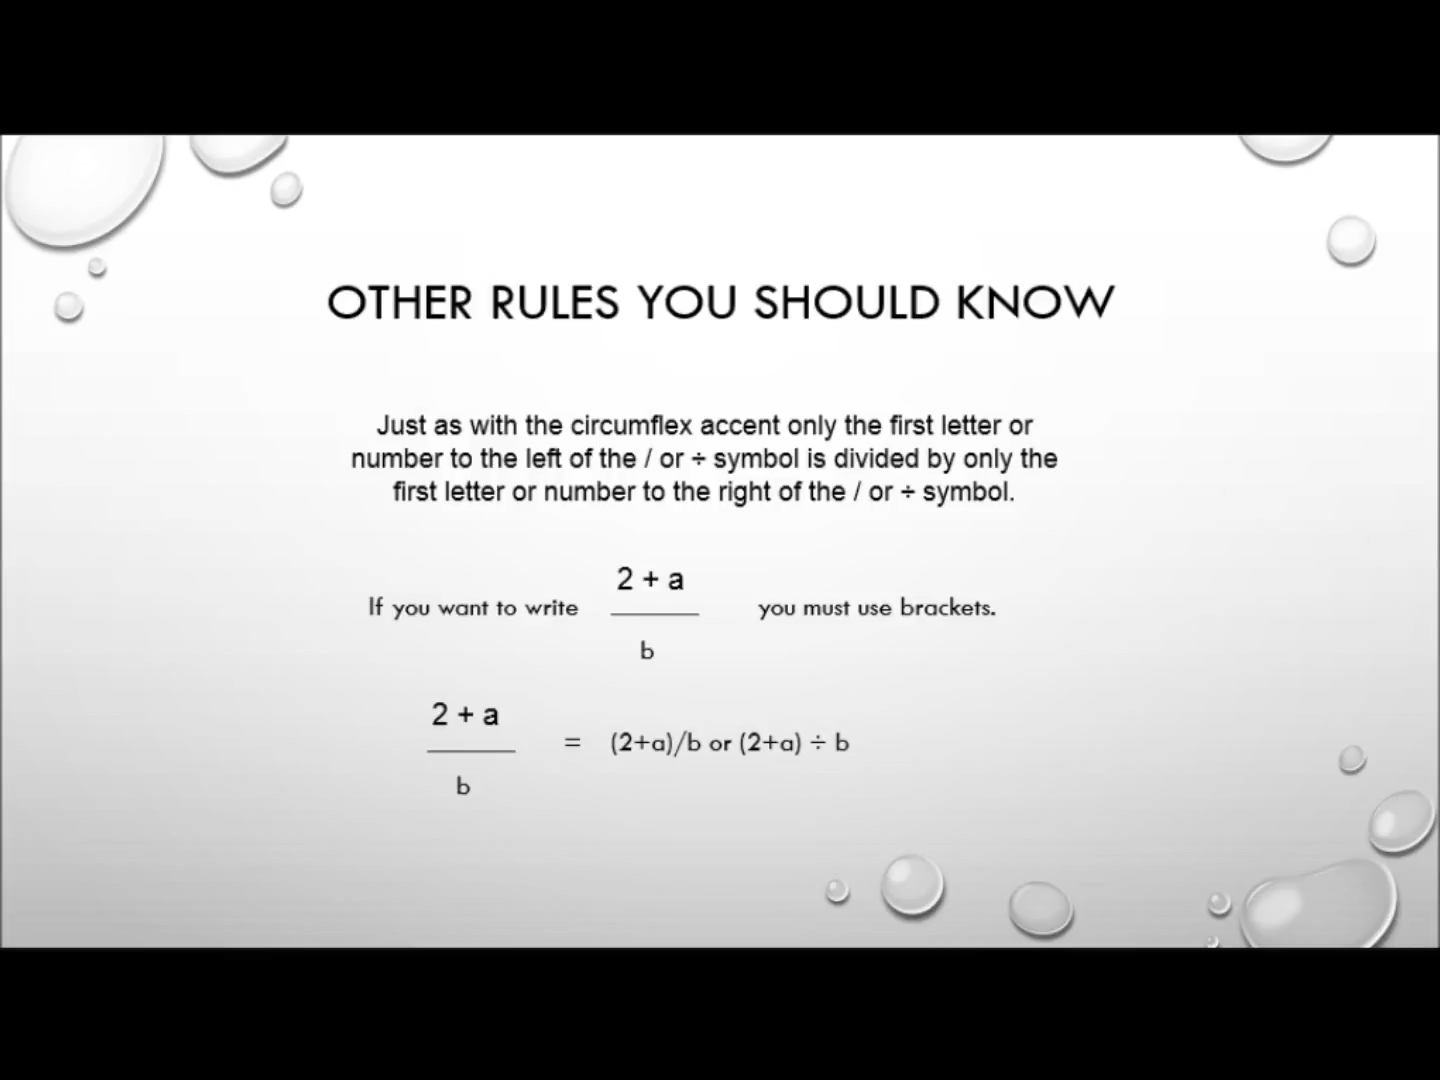 OTHER RULES YOU SHOULD KNOW
Just as with the circumflex accent only the first letter or
number to the left of the / or ÷ symbol is divided by only the
first letter or number to the right of the / or ÷ symbol.
2 + a
If you want to write you must use brackets.
b
2 + a
= (2+a)/b or (2+a) ÷ b
b